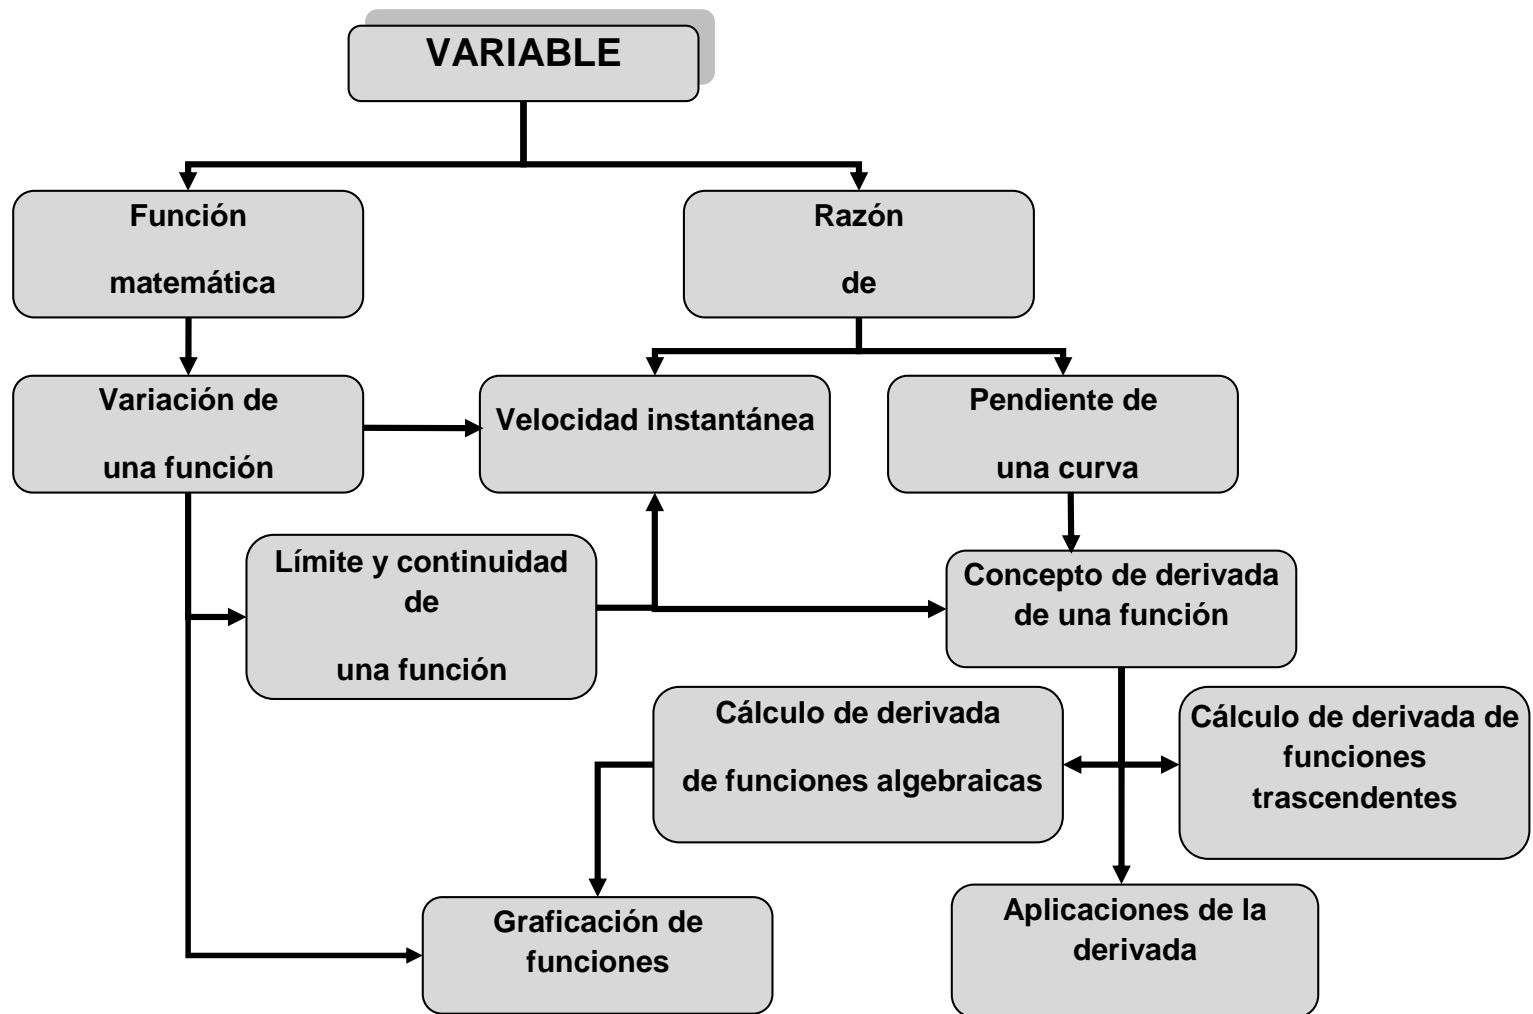 VARIABLE
Función
matemática
Razón
de
Variación de
una función
Velocidad instantánea
Pendiente de
una curva
Límite y continuidad
de
una función
Concepto de derivada
de una función
Cálculo de derivada
de funciones algebraicas
Cálculo de derivada de
funciones
trascendentes
Graficación de
funciones
Aplicaciones de la
derivada